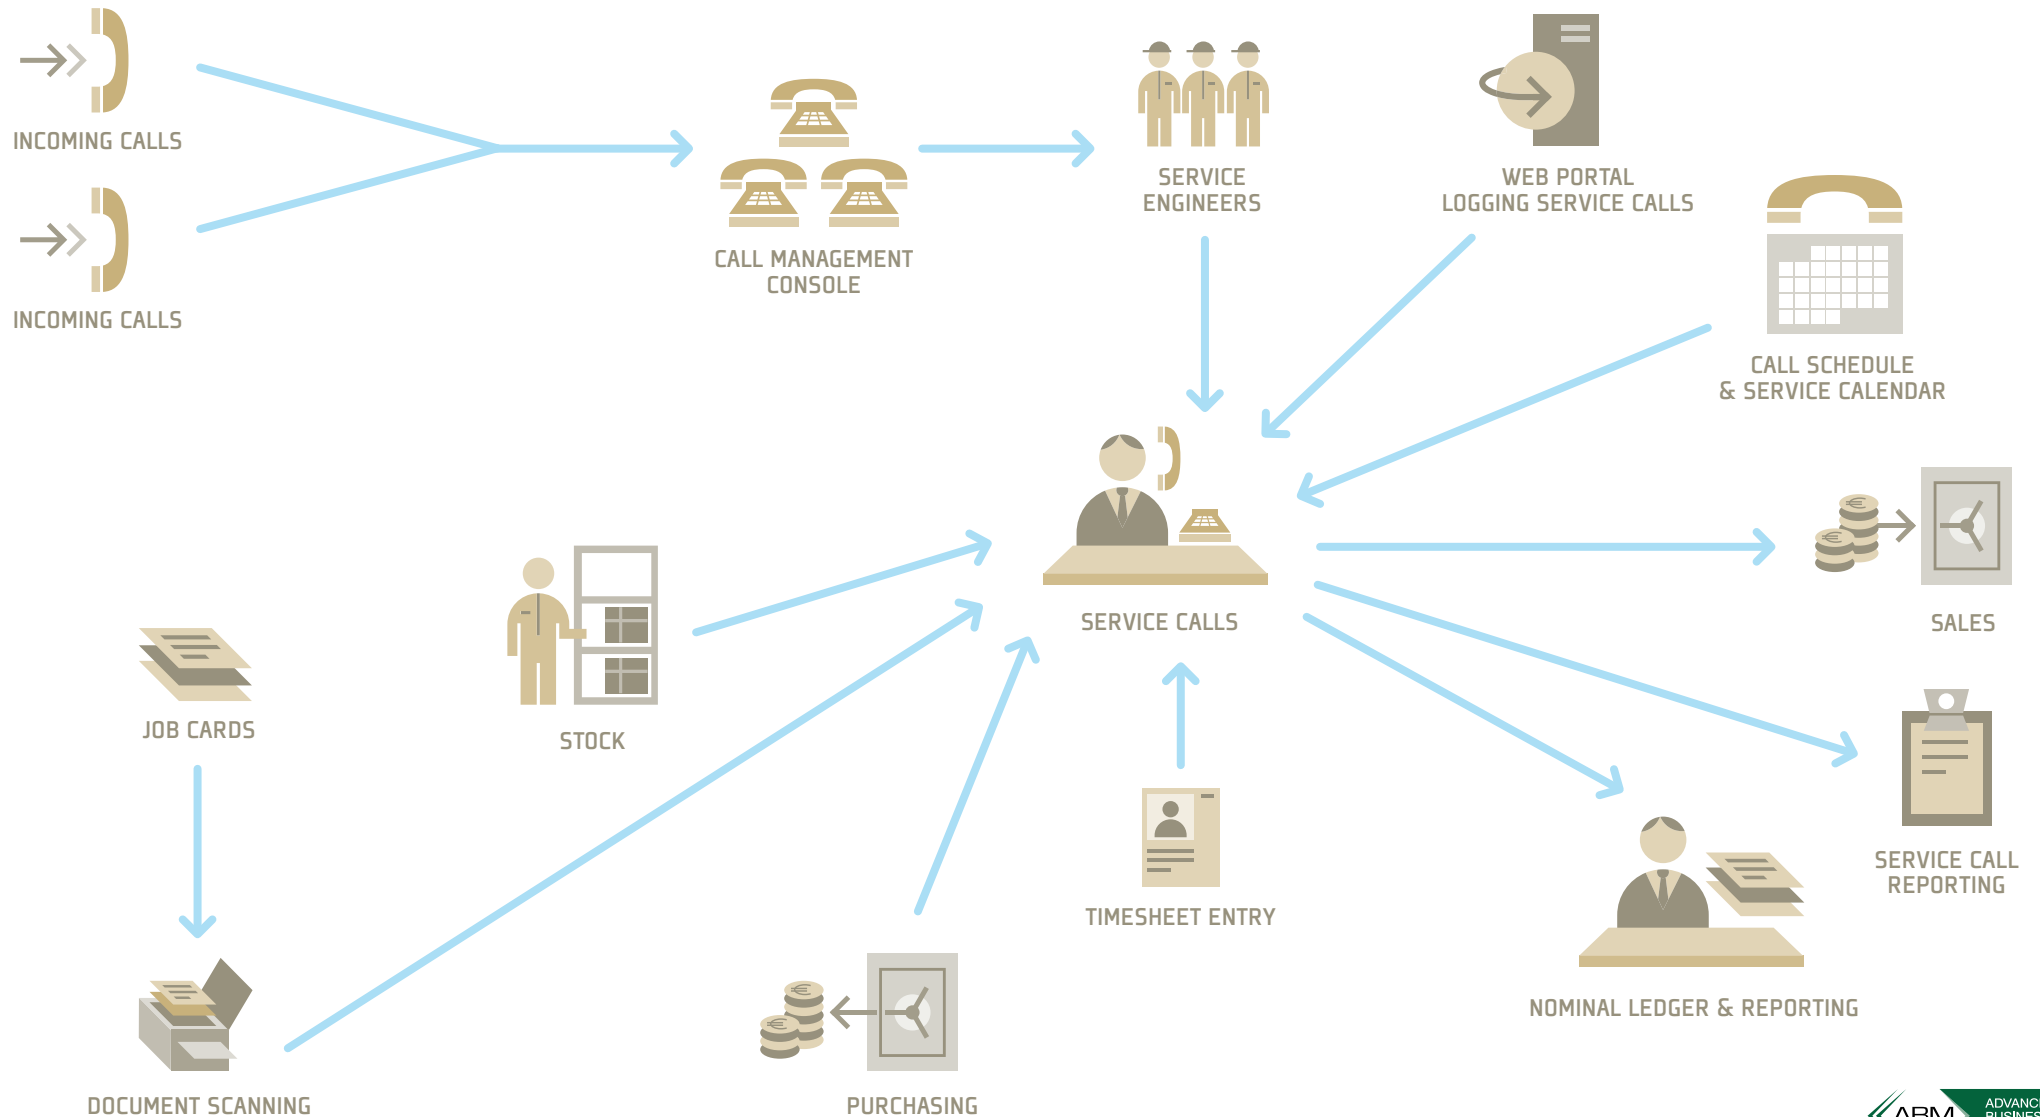 INCOMING CALLS
INCOMING CALLS
CALL MANAGEMENT
CONSOLE
SERVICE
ENGINEERS
WEB PORTAL
LOGGING SERVICE CALLS
CALL SCHEDULE
& SERVICE CALENDAR
SERVICE CALLS
SALES
JOB CARDS
STOCK
SERVICE CALL
REPORTING
TIMESHEET ENTRY
NOMINAL LEDGER & REPORTING
DOCUMENT SCANNING
PURCHASING
ABM